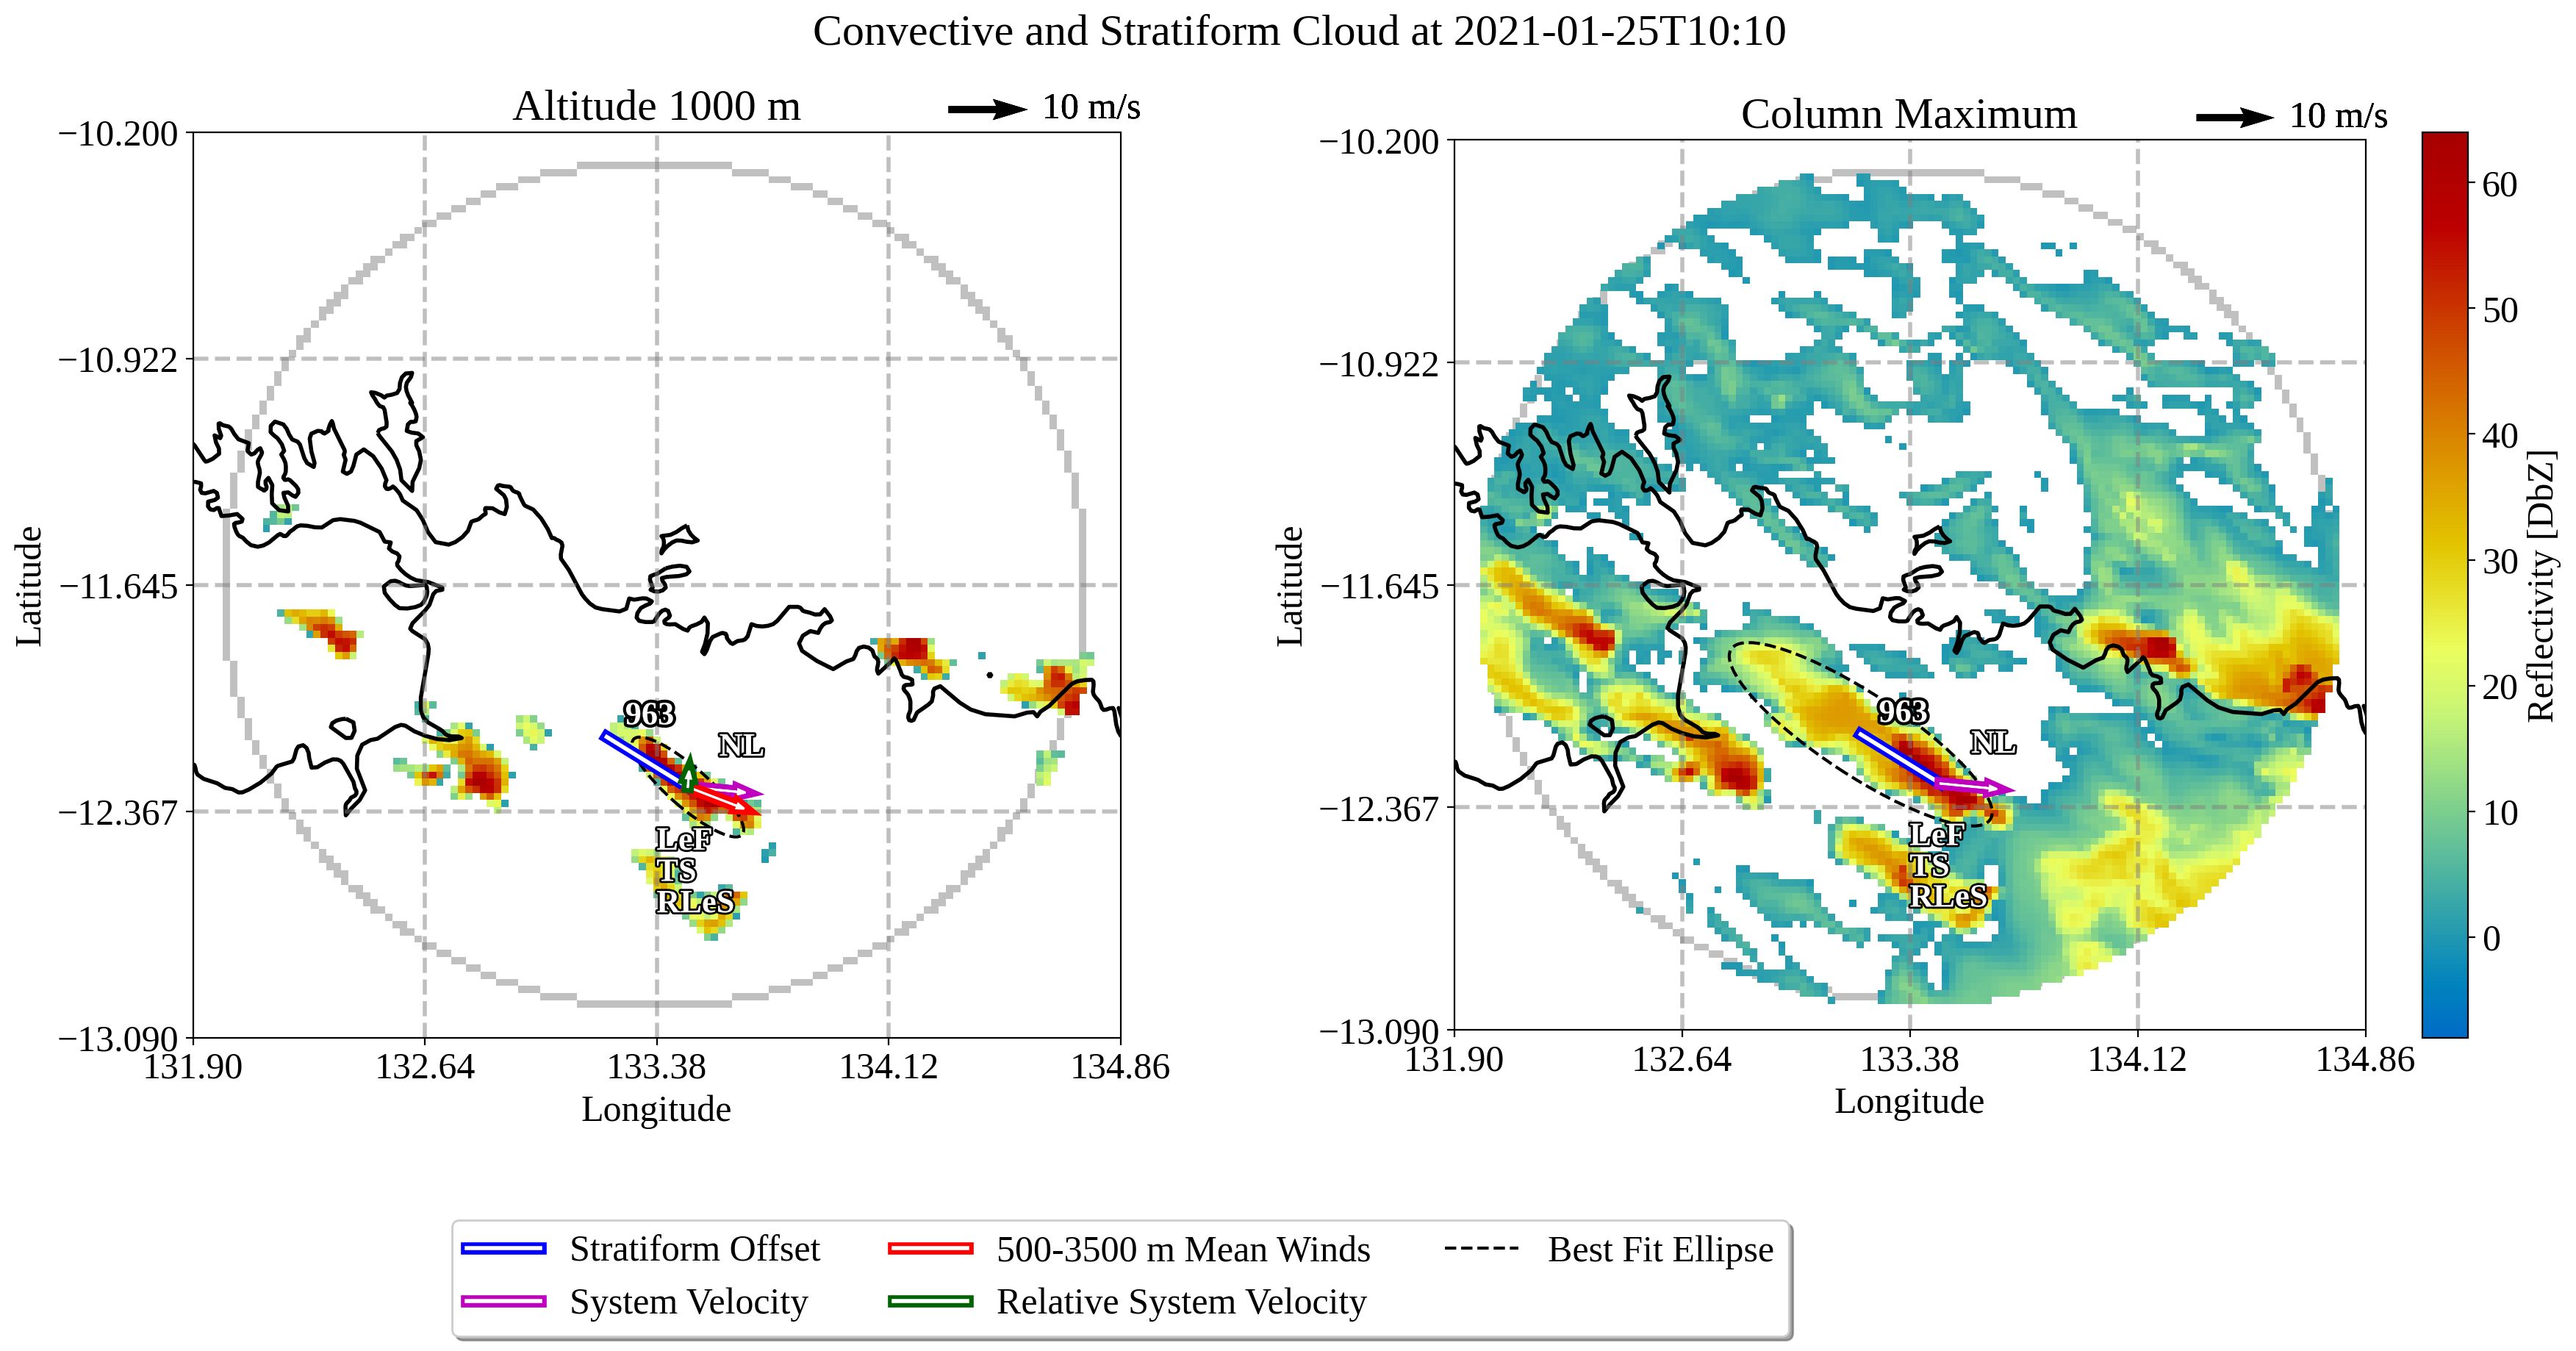 Convective and Stratiform Cloud at 2021-01-25T10:10
Altitude 1000 m
10 m/s
Column Maximum
10 m/s
−10.200
−10.922
−11.645
−12.367
−13.090
Latitude
963
NL
LeF
TS
RLeS
131.90
132.64
133.38
134.12
134.86
Longitude
−10.200
−10.922
−11.645
−12.367
−13.090
Latitude
963
NL
LeF
TS
RLeS
131.90
132.64
133.38
134.12
134.86
Longitude
60
50
40
30
20
10
0
Reflectivity [DbZ]
Stratiform Offset
System Velocity
500-3500 m Mean Winds
Relative System Velocity
Best Fit Ellipse